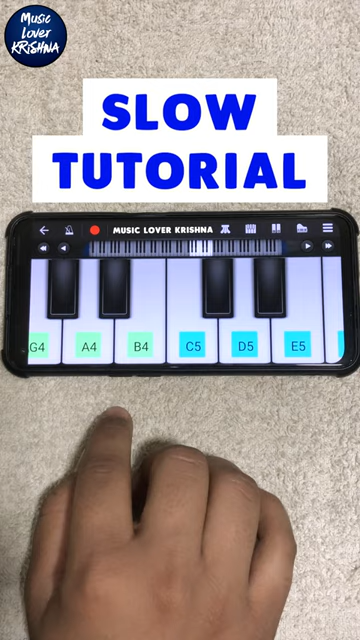 Music
Lover
KRISHNA
SLOW
TUTORIAL
MUSIC LOVER KRISHNA
G4
A4
B4
C5
D5
E5